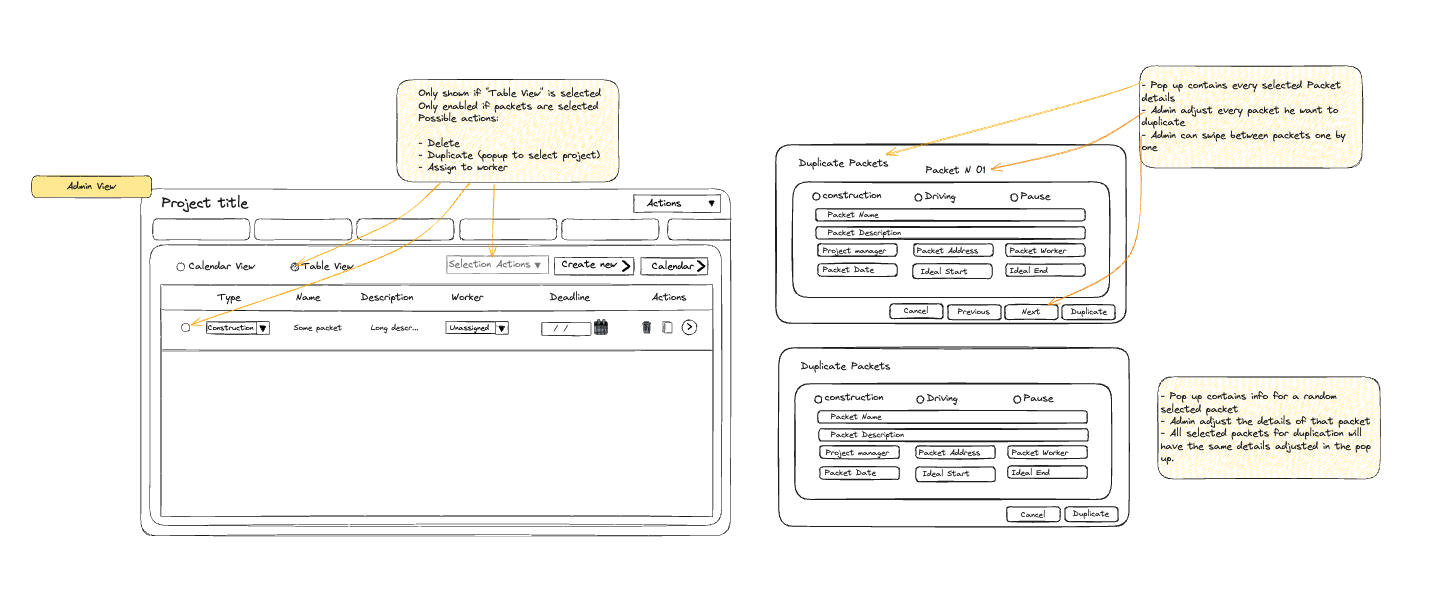 Only shown if "Table View" is selected
Only enabled if packets are selected
Possible actions:
- Delete
- Duplicate (popup to select project)
- Assign to worker
Admin View
Project title
Actions ▼
Calendar View
Table View
Selection Actions ▼
Create new
Calendar
Type Name Description Worker Deadline Actions
Construction ▼ Some packet Long descr... Unassigned ▼ / /
- Pop up contains every selected Packet
details
- Admin adjust every packet he want to
duplicate
- Admin can swipe between packets one by
one
Duplicate Packets
Packet N 01
construction Driving Pause
Packet Name
Packet Description
Project manager Packet Address Packet Worker
Packet Date Ideal Start Ideal End
Cancel Previous Next Duplicate
Duplicate Packets
construction Driving Pause
Packet Name
Packet Description
Project manager Packet Address Packet Worker
Packet Date Ideal Start Ideal End
Cancel Duplicate
- Pop up contains info for a random
selected packet
- Admin adjust the details of that packet
- All selected packets for duplication will
have the same details adjusted in the pop
up.